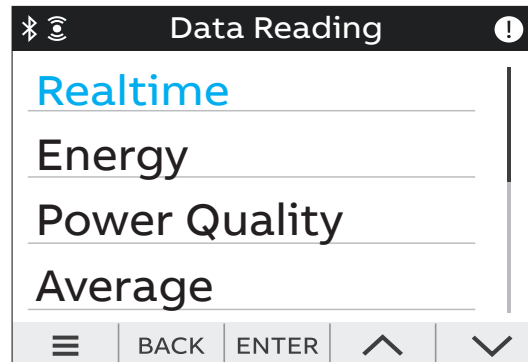 Data Reading
Realtime
Energy
Power Quality
Average
BACK ENTER